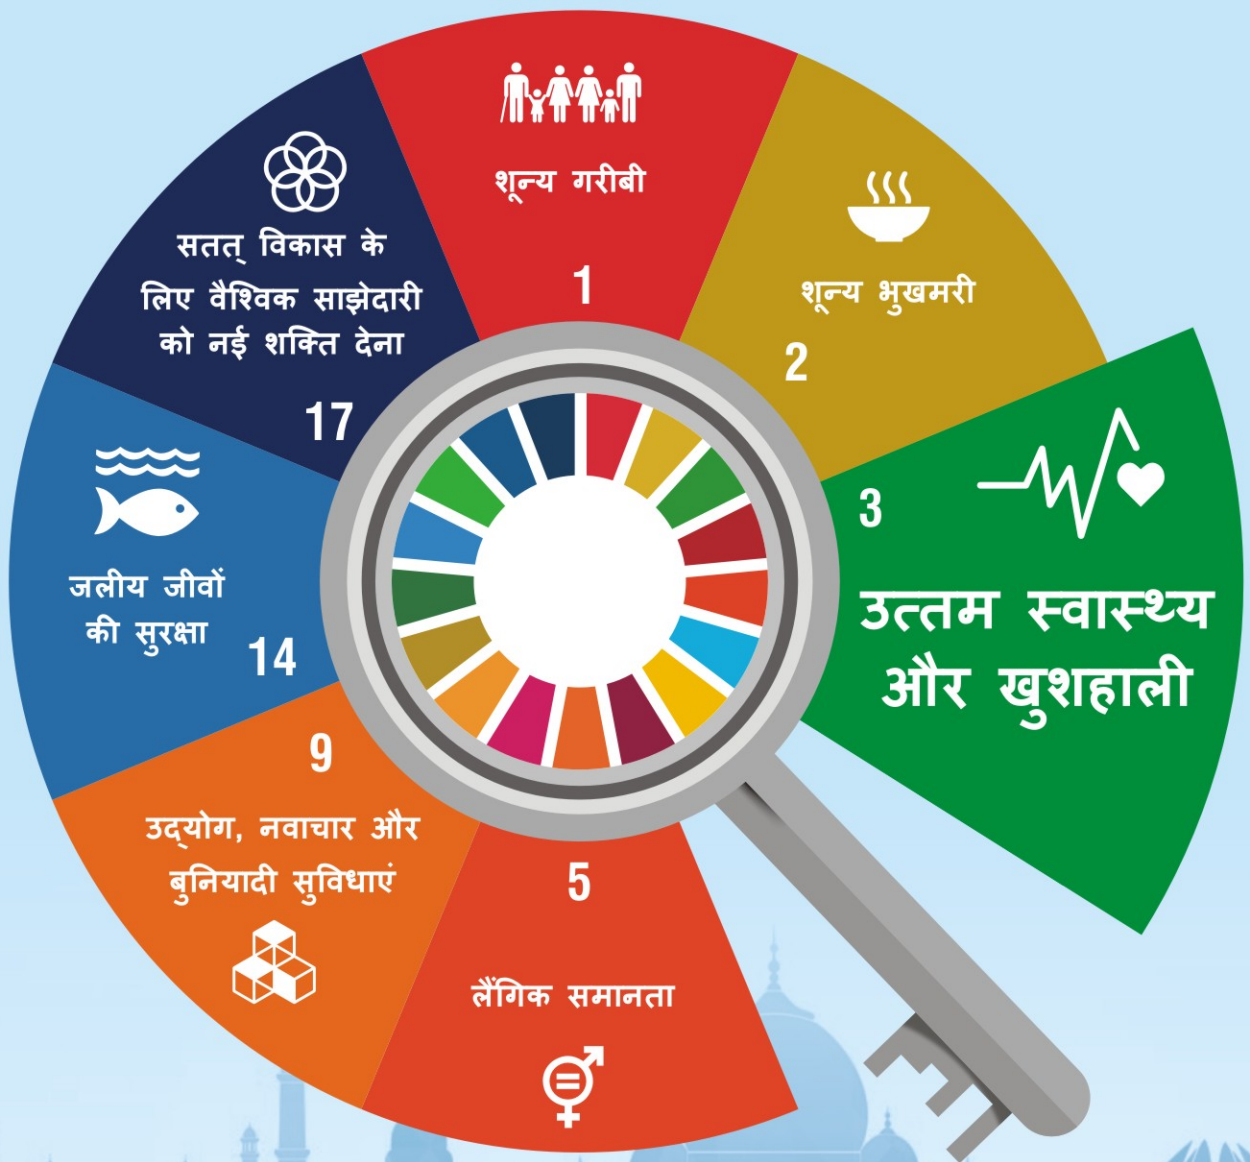 शून्य गरीबी
1
शून्य भुखमरी
2
3
उत्तम स्वास्थ्य
और खुशहाली
5
लैंगिक समानता
9
उद्‌योग, नवाचार और
बुनियादी सुविधाएं
जलीय जीवों
की सुरक्षा
14
सतत् विकास के
लिए वैश्विक साझेदारी
को नई शक्ति देना
17